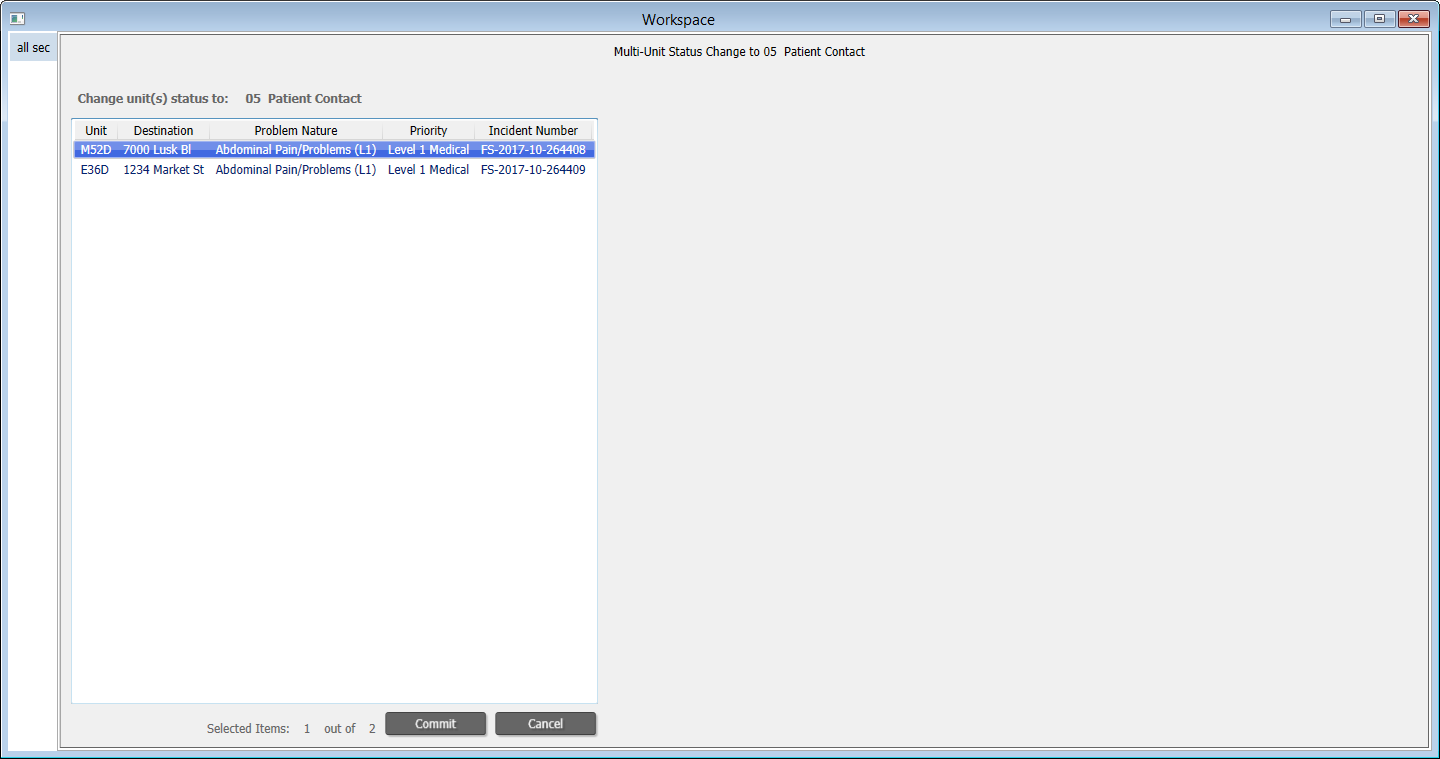 Workspace
all sec
Multi-Unit Status Change to 05 Patient Contact
Change unit(s) status to: 05 Patient Contact
Unit Destination Problem Nature Priority Incident Number
M52D 7000 Lusk Bl Abdominal Pain/Problems (L1) Level 1 Medical FS-2017-10-264408
E36D 1234 Market St Abdominal Pain/Problems (L1) Level 1 Medical FS-2017-10-264409
Selected Items: 1 out of 2 Commit Cancel